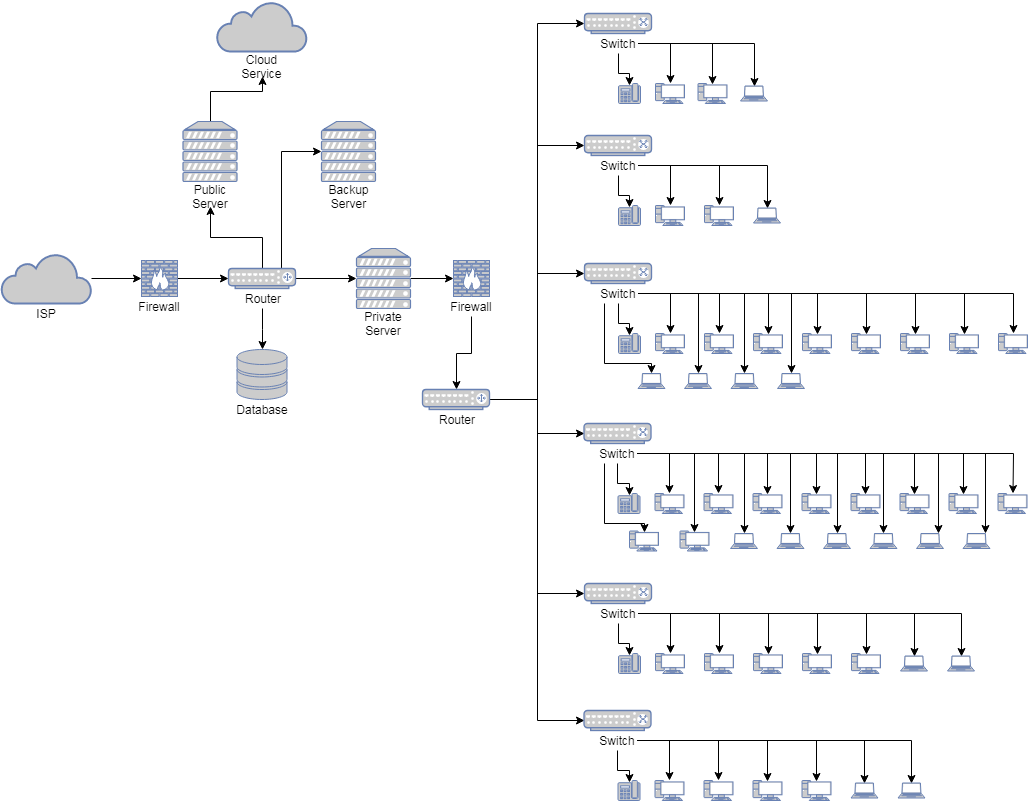 Cloud
Service
Public
Server
Backup
Server
ISP
Firewall
Router
Private
Server
Firewall
Database
Router
Switch
Switch
Switch
Switch
Switch
Switch